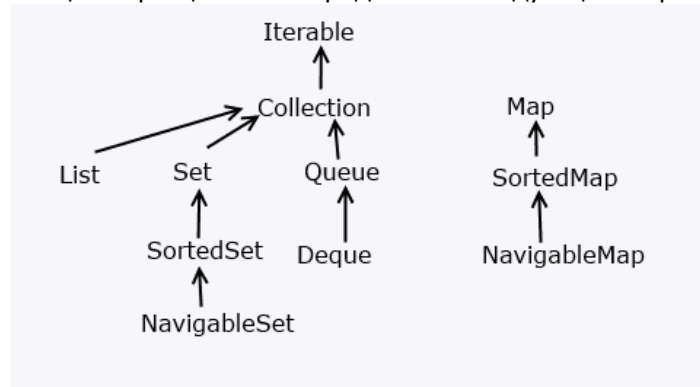 Iterable
Collection
Map
List
Set
Queue
SortedMap
SortedSet
Deque
NavigableMap
NavigableSet